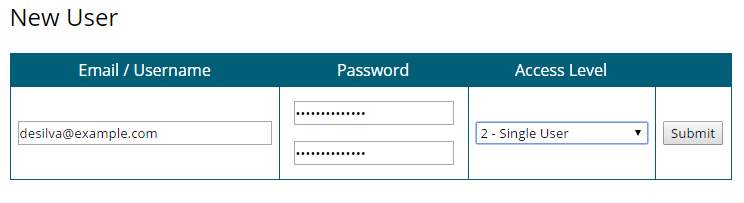 New User
Email / Username Password Access Level
••••••••••••••
desilva@example.com 2 - Single User Submit
••••••••••••••